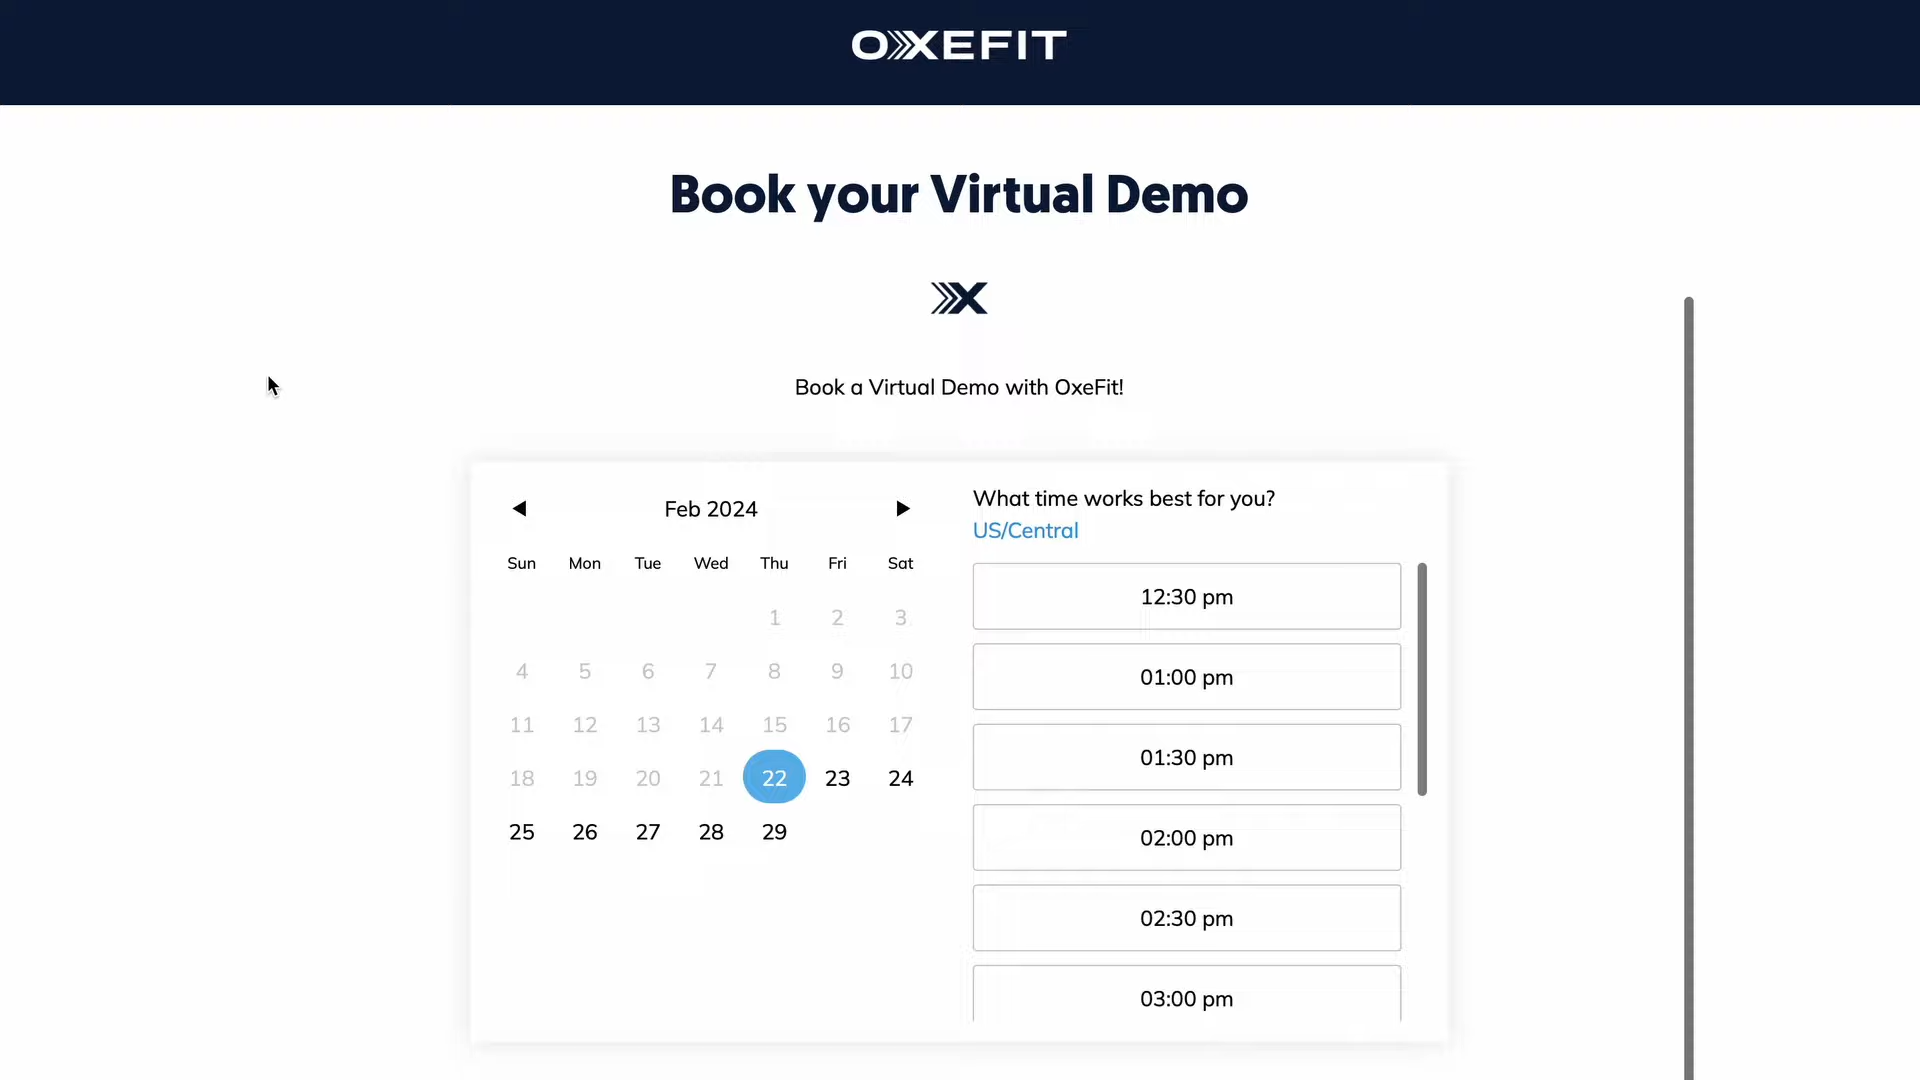 OXEFIT
Book your Virtual Demo
Book a Virtual Demo with OxeFit!
Feb 2024
Sun Mon Tue Wed Thu Fri Sat
1 2 3
4 5 6 7 8 9 10
11 12 13 14 15 16 17
18 19 20 21 22 23 24
25 26 27 28 29
What time works best for you?
US/Central
12:30 pm
01:00 pm
01:30 pm
02:00 pm
02:30 pm
03:00 pm